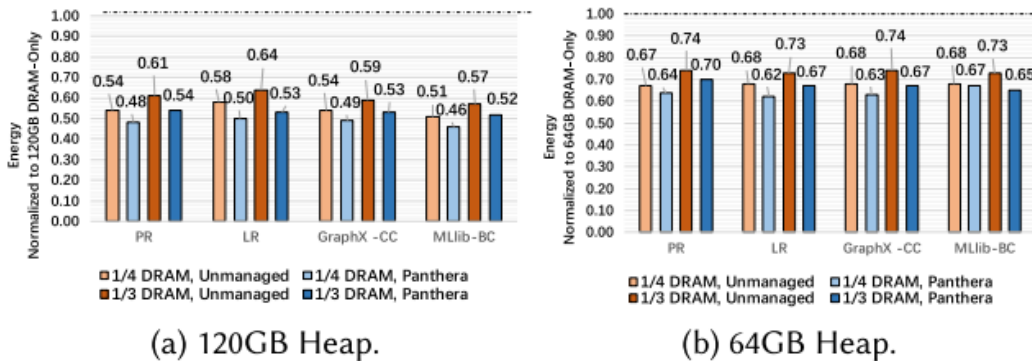 Energy
Normalized to 120GB DRAM-Only
1.00
0.90
0.80
0.70
0.60
0.50
0.40
0.30
0.20
0.10
0.00
0.54
0.48
0.61
0.54
0.58
0.50
0.64
0.53
0.54
0.49
0.59
0.53
0.51
0.46
0.57
0.52
PR
LR
GraphX -CC
MLlib-BC
1/4 DRAM, Unmanaged
1/4 DRAM, Panthera
1/3 DRAM, Unmanaged
1/3 DRAM, Panthera
(a) 120GB Heap.
Energy
Normalized to 64GB DRAM-Only
1.00
0.90
0.80
0.70
0.60
0.50
0.40
0.30
0.20
0.10
0.00
0.67
0.64
0.74
0.70
0.68
0.62
0.73
0.67
0.68
0.63
0.74
0.67
0.68
0.67
0.73
0.65
PR
LR
GraphX -CC
MLlib-BC
1/4 DRAM, Unmanaged
1/4 DRAM, Panthera
1/3 DRAM, Unmanaged
1/3 DRAM, Panthera
(b) 64GB Heap.